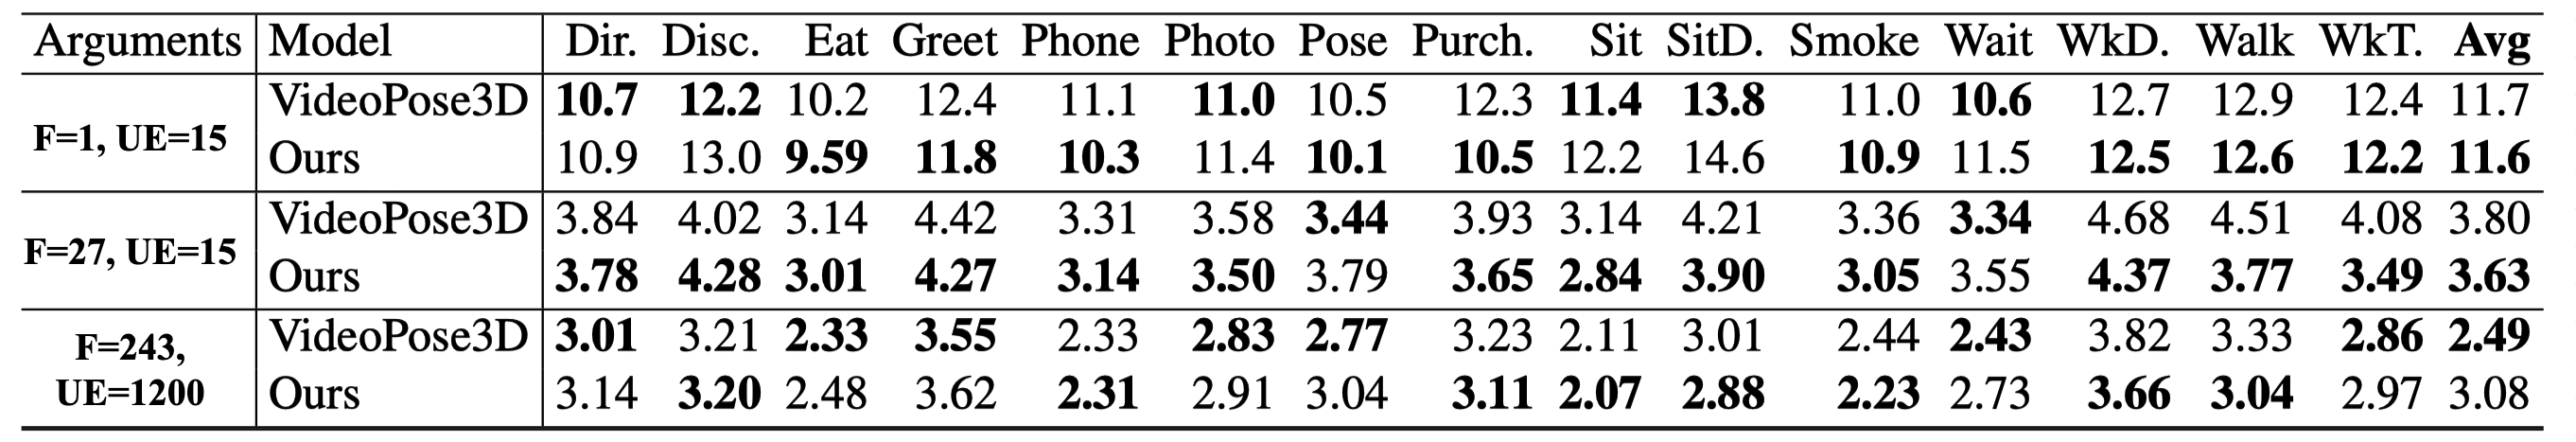 Arguments Model Dir. Disc. Eat Greet Phone Photo Pose Purch. Sit SitD. Smoke Wait WkD. Walk WkT. Avg
F=1, UE=15 VideoPose3D 10.7 12.2 10.2 12.4 11.1 11.0 10.5 12.3 11.4 13.8 11.0 10.6 12.7 12.9 12.4 11.7
Ours 10.9 13.0 9.59 11.8 10.3 11.4 10.1 10.5 12.2 14.6 10.9 11.5 12.5 12.6 12.2 11.6
F=27, UE=15 VideoPose3D 3.84 4.02 3.14 4.42 3.31 3.58 3.44 3.93 3.14 4.21 3.36 3.34 4.68 4.51 4.08 3.80
Ours 3.78 4.28 3.01 4.27 3.14 3.50 3.79 3.65 2.84 3.90 3.05 3.55 4.37 3.77 3.49 3.63
F=243, VideoPose3D 3.01 3.21 2.33 3.55 2.33 2.83 2.77 3.23 2.11 3.01 2.44 2.43 3.82 3.33 2.86 2.49
UE=1200 Ours 3.14 3.20 2.48 3.62 2.31 2.91 3.04 3.11 2.07 2.88 2.23 2.73 3.66 3.04 2.97 3.08